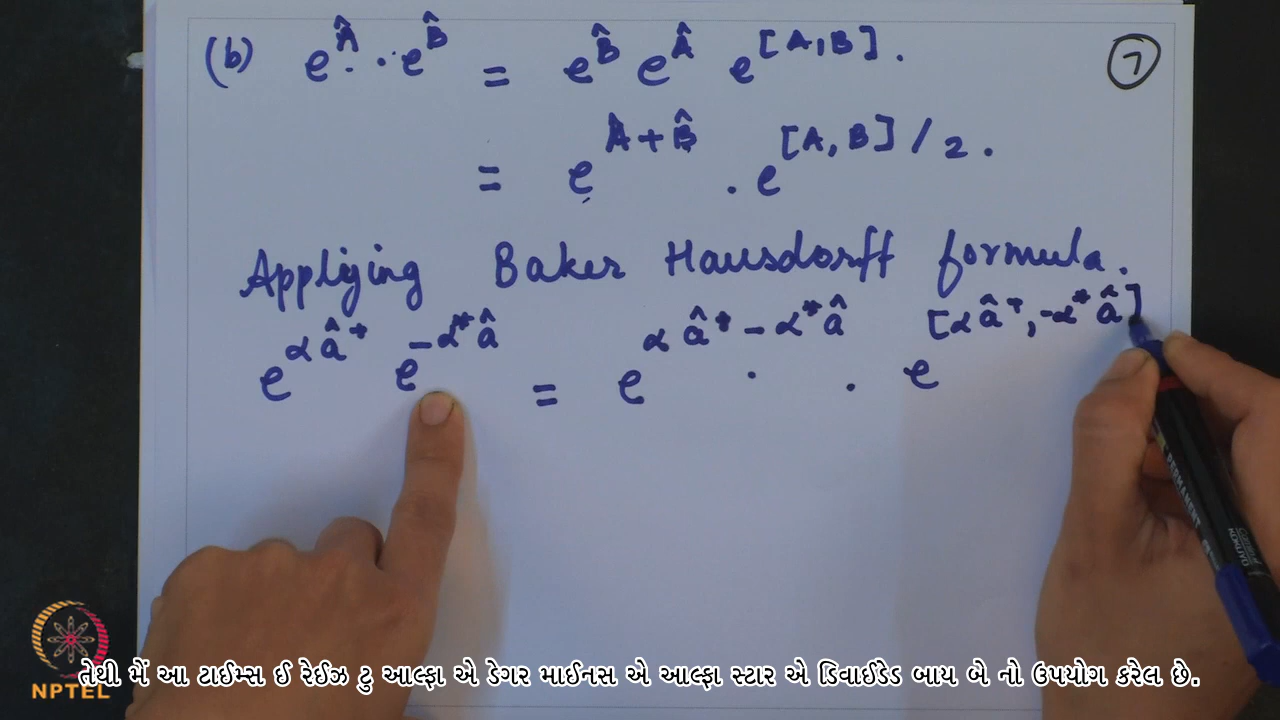 (b) e^Â · e^B̂ = e^B̂ e^Â e^[A,B] . ⑦
= e^Â+B̂ . e^[A,B]/2 .
Applying Baker Hausdorff formula.
e^αâ⁺ e^-α*â = e^αâ⁺-α*â . e^[αâ⁺,-α*â]
તેથી મેં આ ટાઈમ્સ ઈ રેઈઝ ટુ આલ્ફા એ ડેગર માઈનસ એ આલ્ફા સ્ટાર એ ડિવાઈડેડ બાય બે નો ઉપયોગ કરેલ છે.
NPTEL